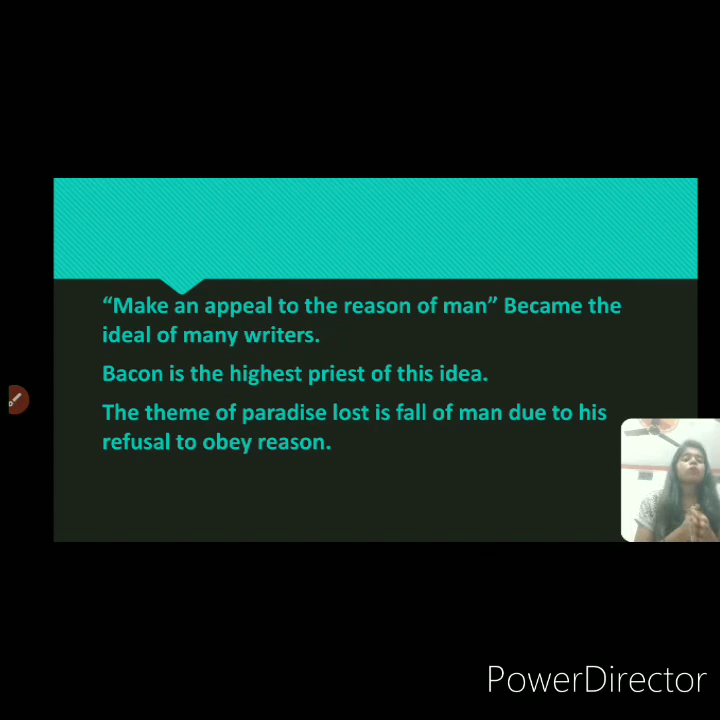 “Make an appeal to the reason of man” Became the
ideal of many writers.
Bacon is the highest priest of this idea.
The theme of paradise lost is fall of man due to his
refusal to obey reason.
PowerDirector